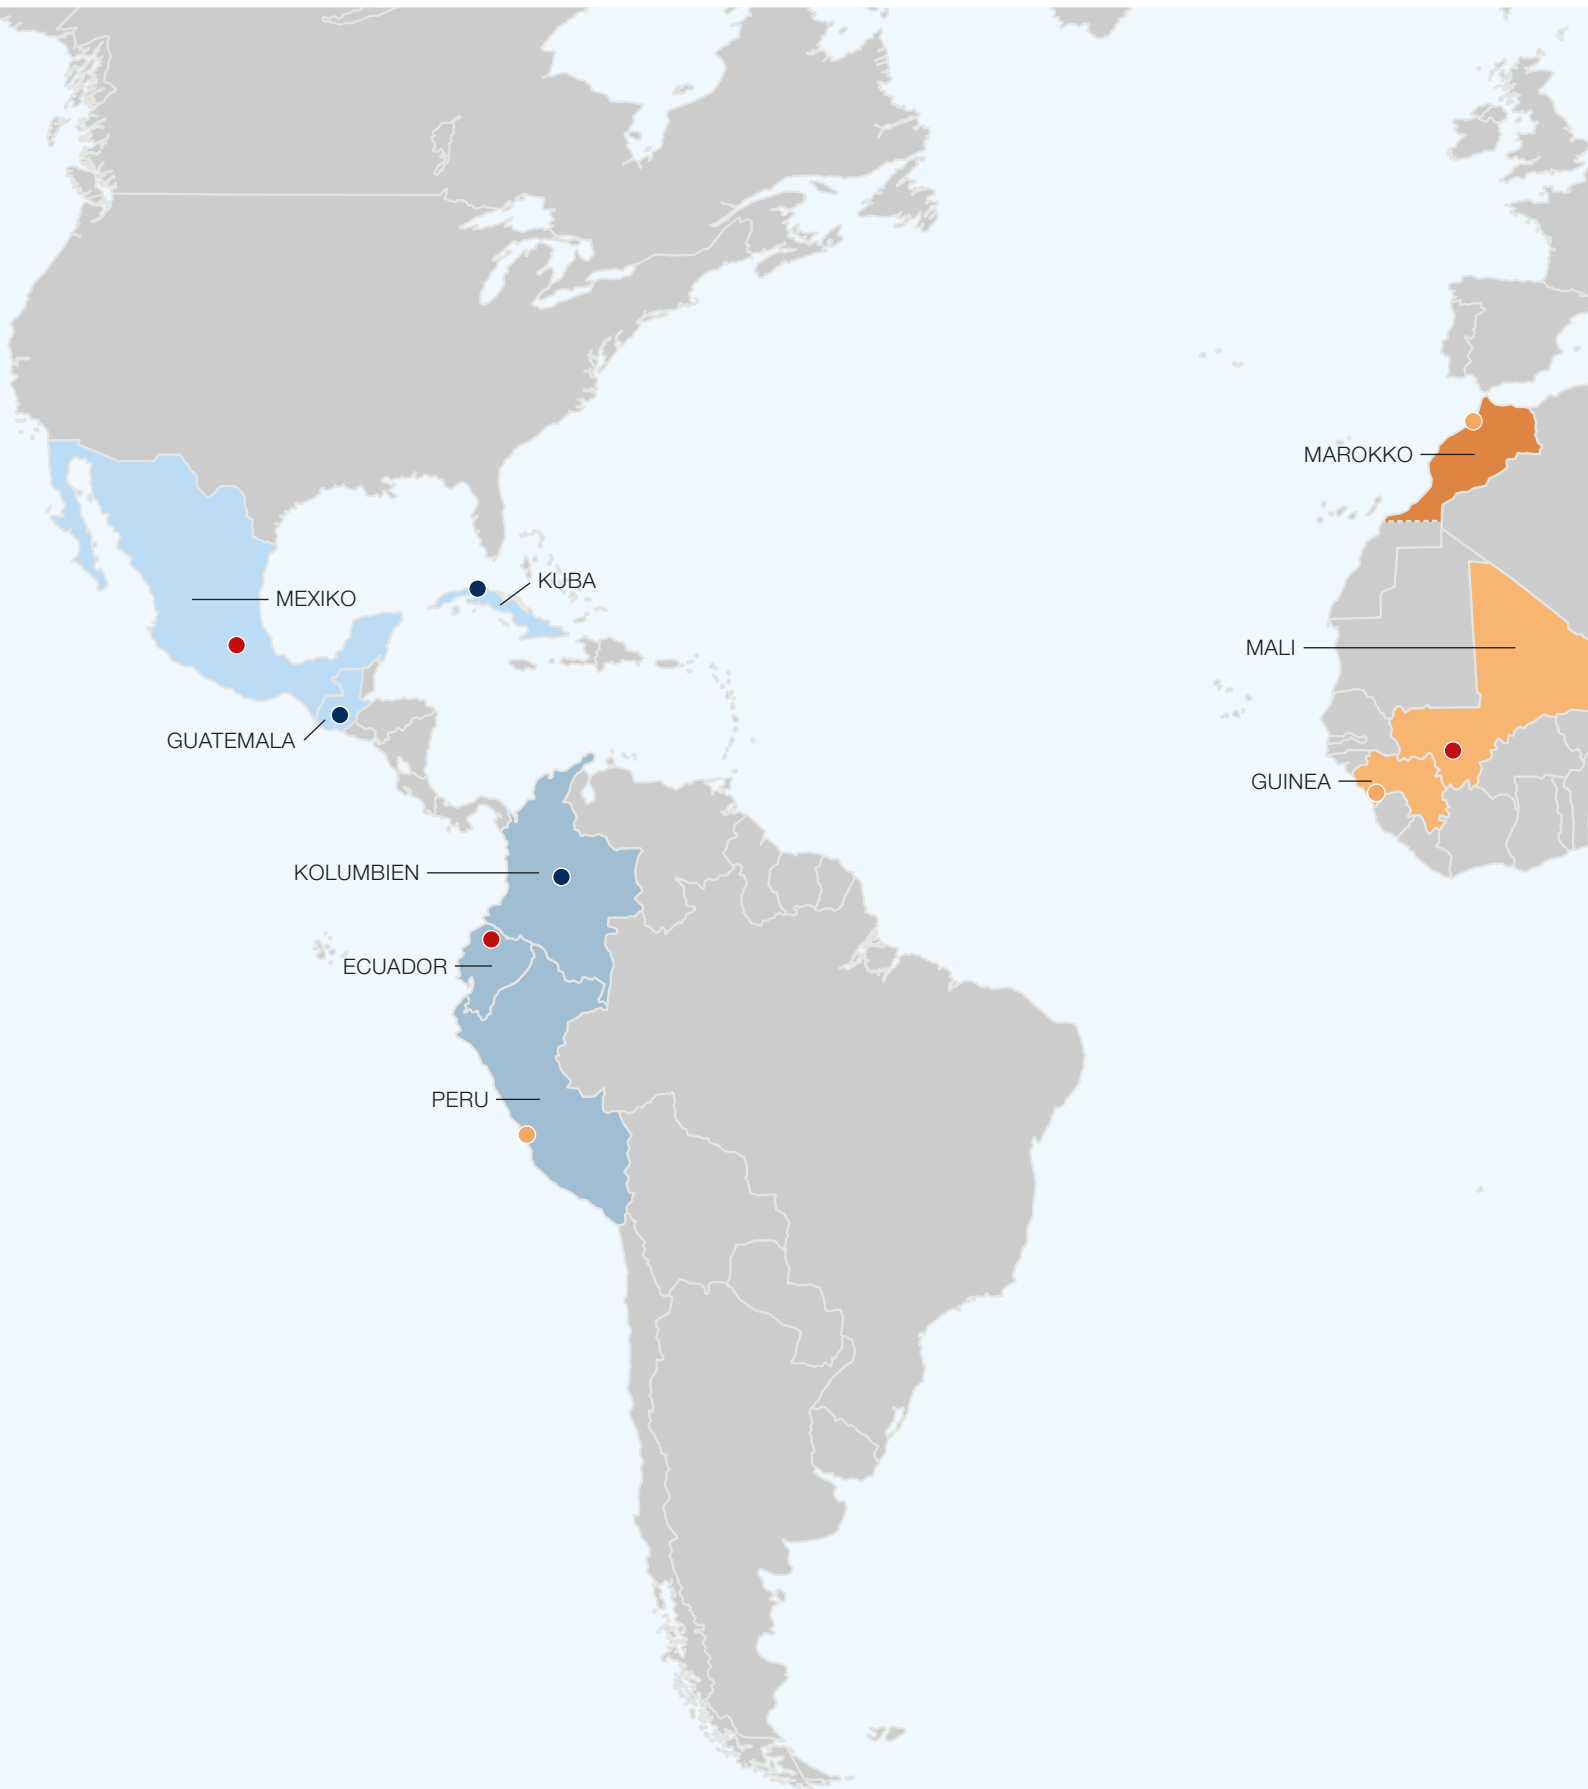 MAROKKO
KUBA
MEXIKO
MALI
GUATEMALA
GUINEA
KOLUMBIEN
ECUADOR
PERU